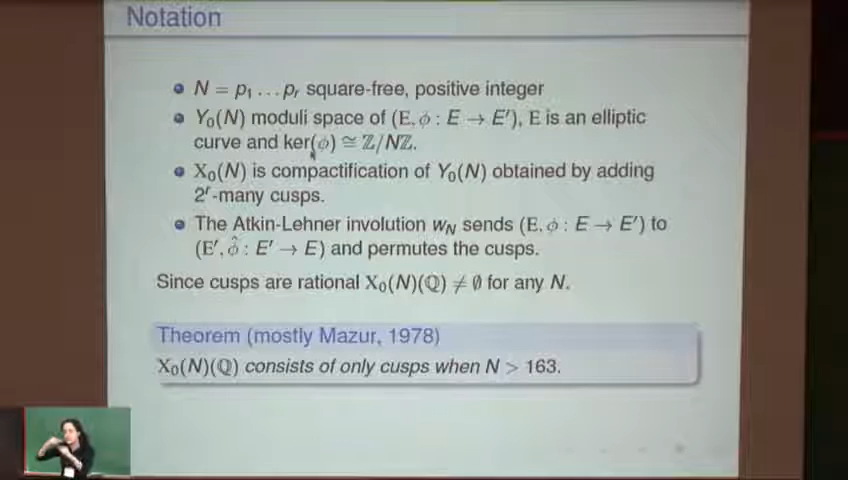 Notation
N = p₁ … pᵣ square-free, positive integer
Y₀(N) moduli space of (E, φ : E → E′), E is an elliptic
curve and ker(φ) ≅ ℤ/Nℤ.
X₀(N) is compactification of Y₀(N) obtained by adding
2ʳ-many cusps.
The Atkin-Lehner involution w_N sends (E, φ : E → E′) to
(E′, φ̂ : E′ → E) and permutes the cusps.
Since cusps are rational X₀(N)(ℚ) ≠ ∅ for any N.
Theorem (mostly Mazur, 1978)
X₀(N)(ℚ) consists of only cusps when N > 163.